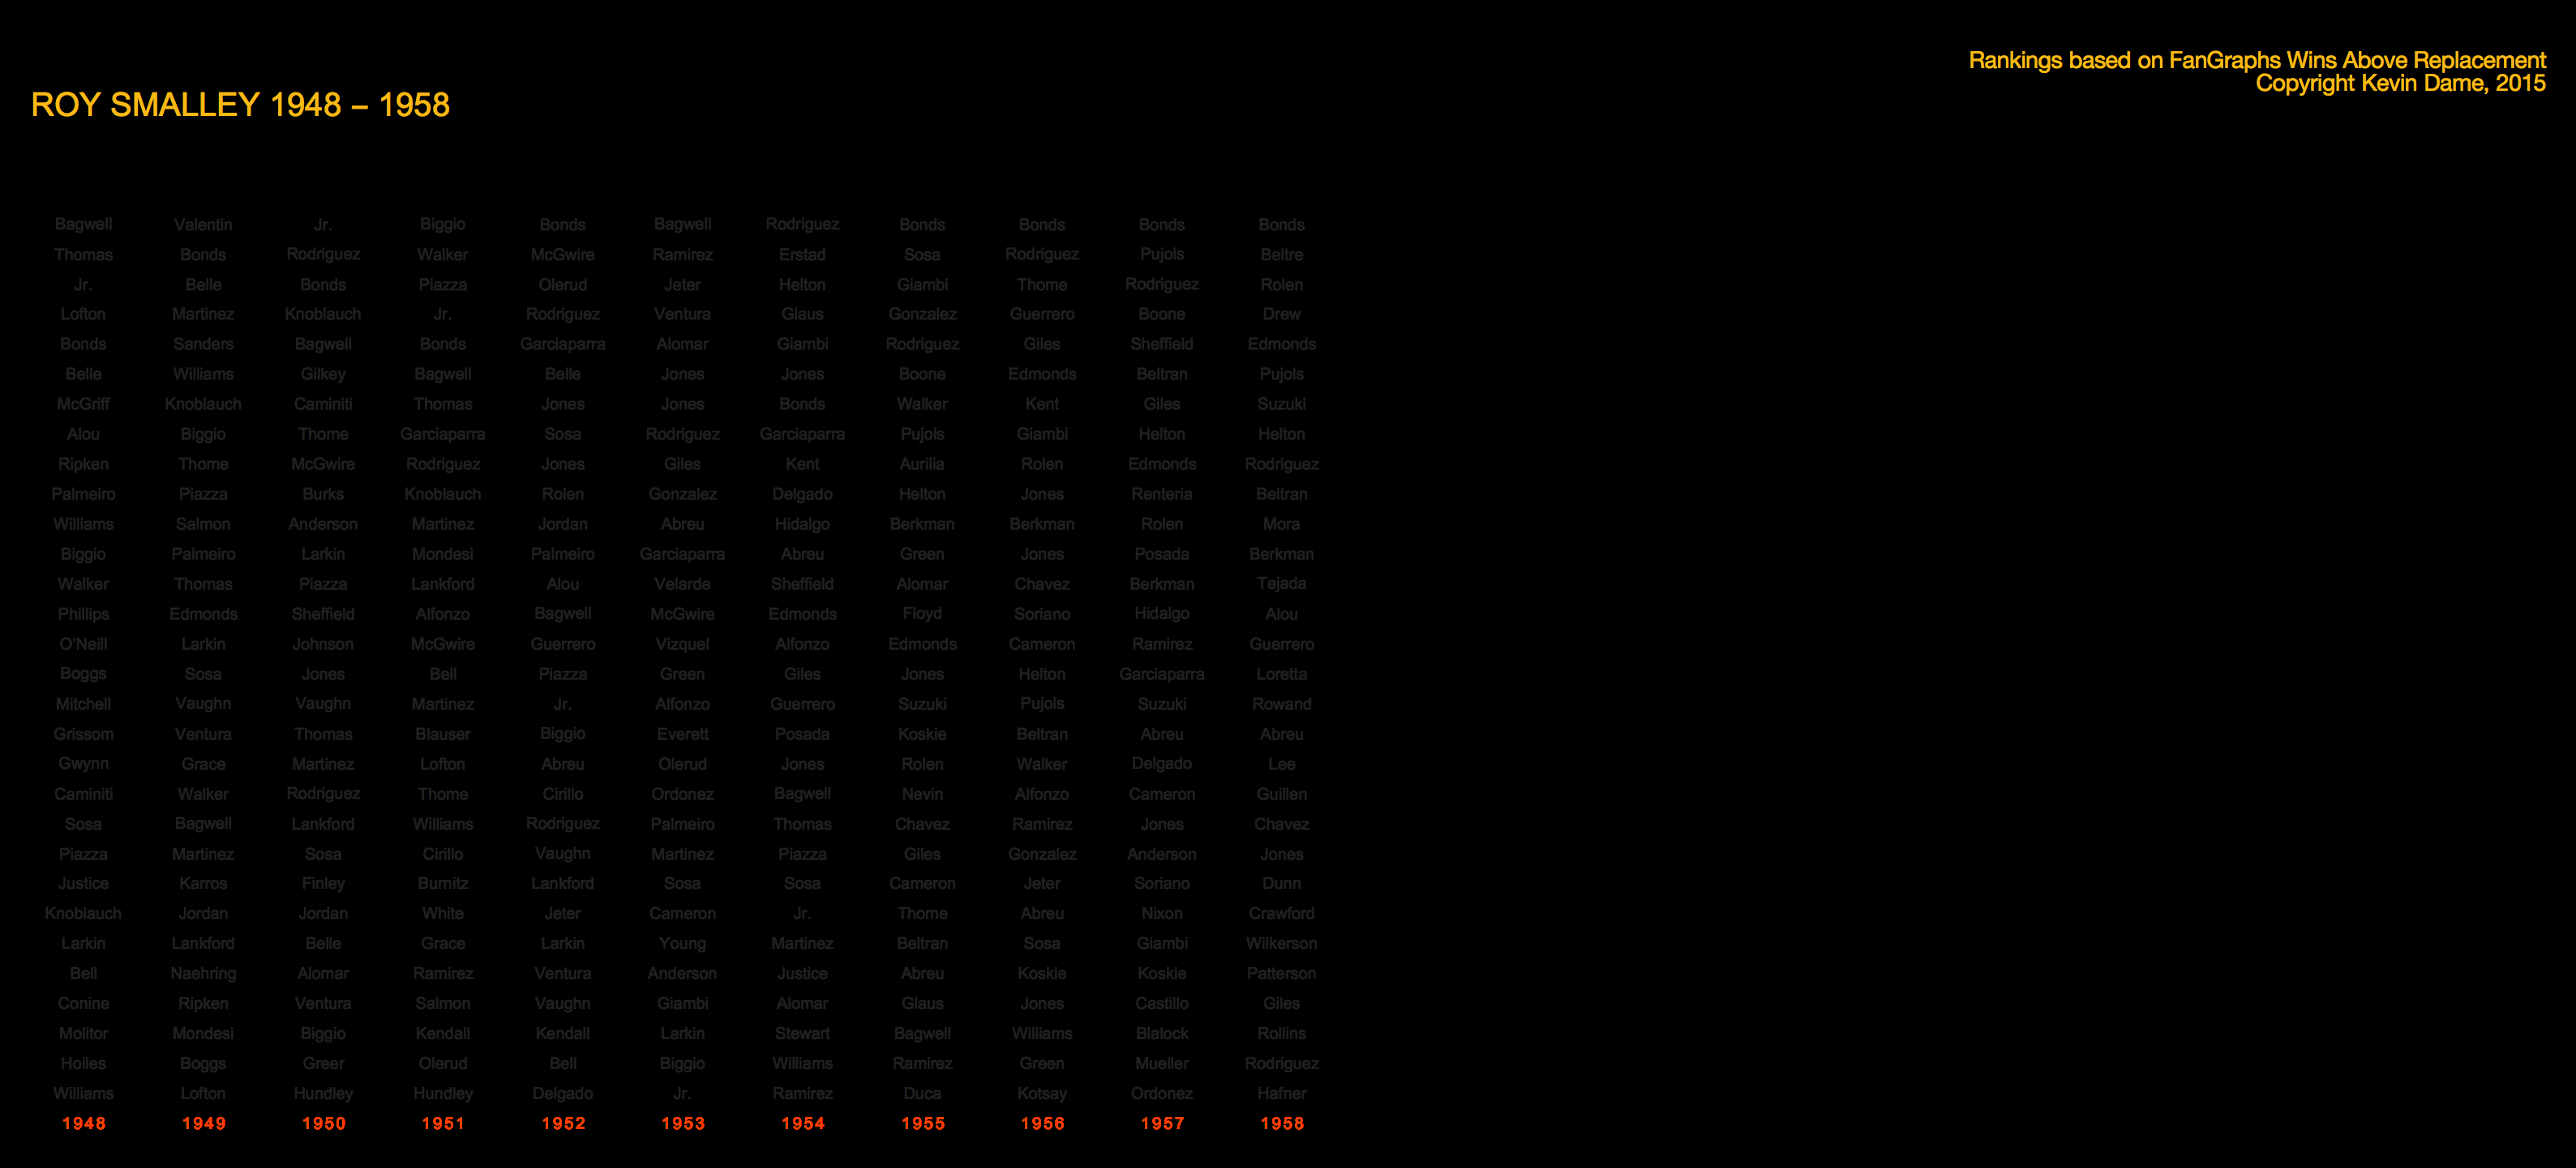 Rankings based on FanGraphs Wins Above Replacement
Copyright Kevin Dame, 2015
ROY SMALLEY 1948 – 1958
Bagwell Valentin Jr. Biggio Bonds Bagwell Rodriguez Bonds Bonds Bonds Bonds
Thomas Bonds Rodriguez Walker McGwire Ramirez Erstad Sosa Rodriguez Pujols Beltre
Jr. Belle Bonds Piazza Olerud Jeter Helton Giambi Thome Rodriguez Rolen
Lofton Martinez Knoblauch Jr. Rodriguez Ventura Glaus Gonzalez Guerrero Boone Drew
Bonds Sanders Bagwell Bonds Garciaparra Alomar Giambi Rodriguez Giles Sheffield Edmonds
Belle Williams Gilkey Bagwell Belle Jones Jones Boone Edmonds Beltran Pujols
McGriff Knoblauch Caminiti Thomas Jones Jones Bonds Walker Kent Giles Suzuki
Alou Biggio Thome Garciaparra Sosa Rodriguez Garciaparra Pujols Giambi Helton Helton
Ripken Thome McGwire Rodriguez Jones Giles Kent Aurilia Rolen Edmonds Rodriguez
Palmeiro Piazza Burks Knoblauch Rolen Gonzalez Delgado Helton Jones Renteria Beltran
Williams Salmon Anderson Martinez Jordan Abreu Hidalgo Berkman Berkman Rolen Mora
Biggio Palmeiro Larkin Mondesi Palmeiro Garciaparra Abreu Green Jones Posada Berkman
Walker Thomas Piazza Lankford Alou Velarde Sheffield Alomar Chavez Berkman Tejada
Phillips Edmonds Sheffield Alfonzo Bagwell McGwire Edmonds Floyd Soriano Hidalgo Alou
O'Neill Larkin Johnson McGwire Guerrero Vizquel Alfonzo Edmonds Cameron Ramirez Guerrero
Boggs Sosa Jones Bell Piazza Green Giles Jones Helton Garciaparra Loretta
Mitchell Vaughn Vaughn Martinez Jr. Alfonzo Guerrero Suzuki Pujols Suzuki Rowand
Grissom Ventura Thomas Blauser Biggio Everett Posada Koskie Beltran Abreu Abreu
Gwynn Grace Martinez Lofton Abreu Olerud Jones Rolen Walker Delgado Lee
Caminiti Walker Rodriguez Thome Cirillo Ordonez Bagwell Nevin Alfonzo Cameron Guillen
Sosa Bagwell Lankford Williams Rodriguez Palmeiro Thomas Chavez Ramirez Jones Chavez
Piazza Martinez Sosa Cirillo Vaughn Martinez Piazza Giles Gonzalez Anderson Jones
Justice Karros Finley Burnitz Lankford Sosa Sosa Cameron Jeter Soriano Dunn
Knoblauch Jordan Jordan White Jeter Cameron Jr. Thome Abreu Nixon Crawford
Larkin Lankford Belle Grace Larkin Young Martinez Beltran Sosa Giambi Wilkerson
Bell Naehring Alomar Ramirez Ventura Anderson Justice Abreu Koskie Koskie Patterson
Conine Ripken Ventura Salmon Vaughn Giambi Alomar Glaus Jones Castillo Giles
Molitor Mondesi Biggio Kendall Kendall Larkin Stewart Bagwell Williams Blalock Rollins
Hoiles Boggs Greer Olerud Bell Biggio Williams Ramirez Green Mueller Rodriguez
Williams Lofton Hundley Hundley Delgado Jr. Ramirez Duca Kotsay Ordonez Hafner
1948 1949 1950 1951 1952 1953 1954 1955 1956 1957 1958